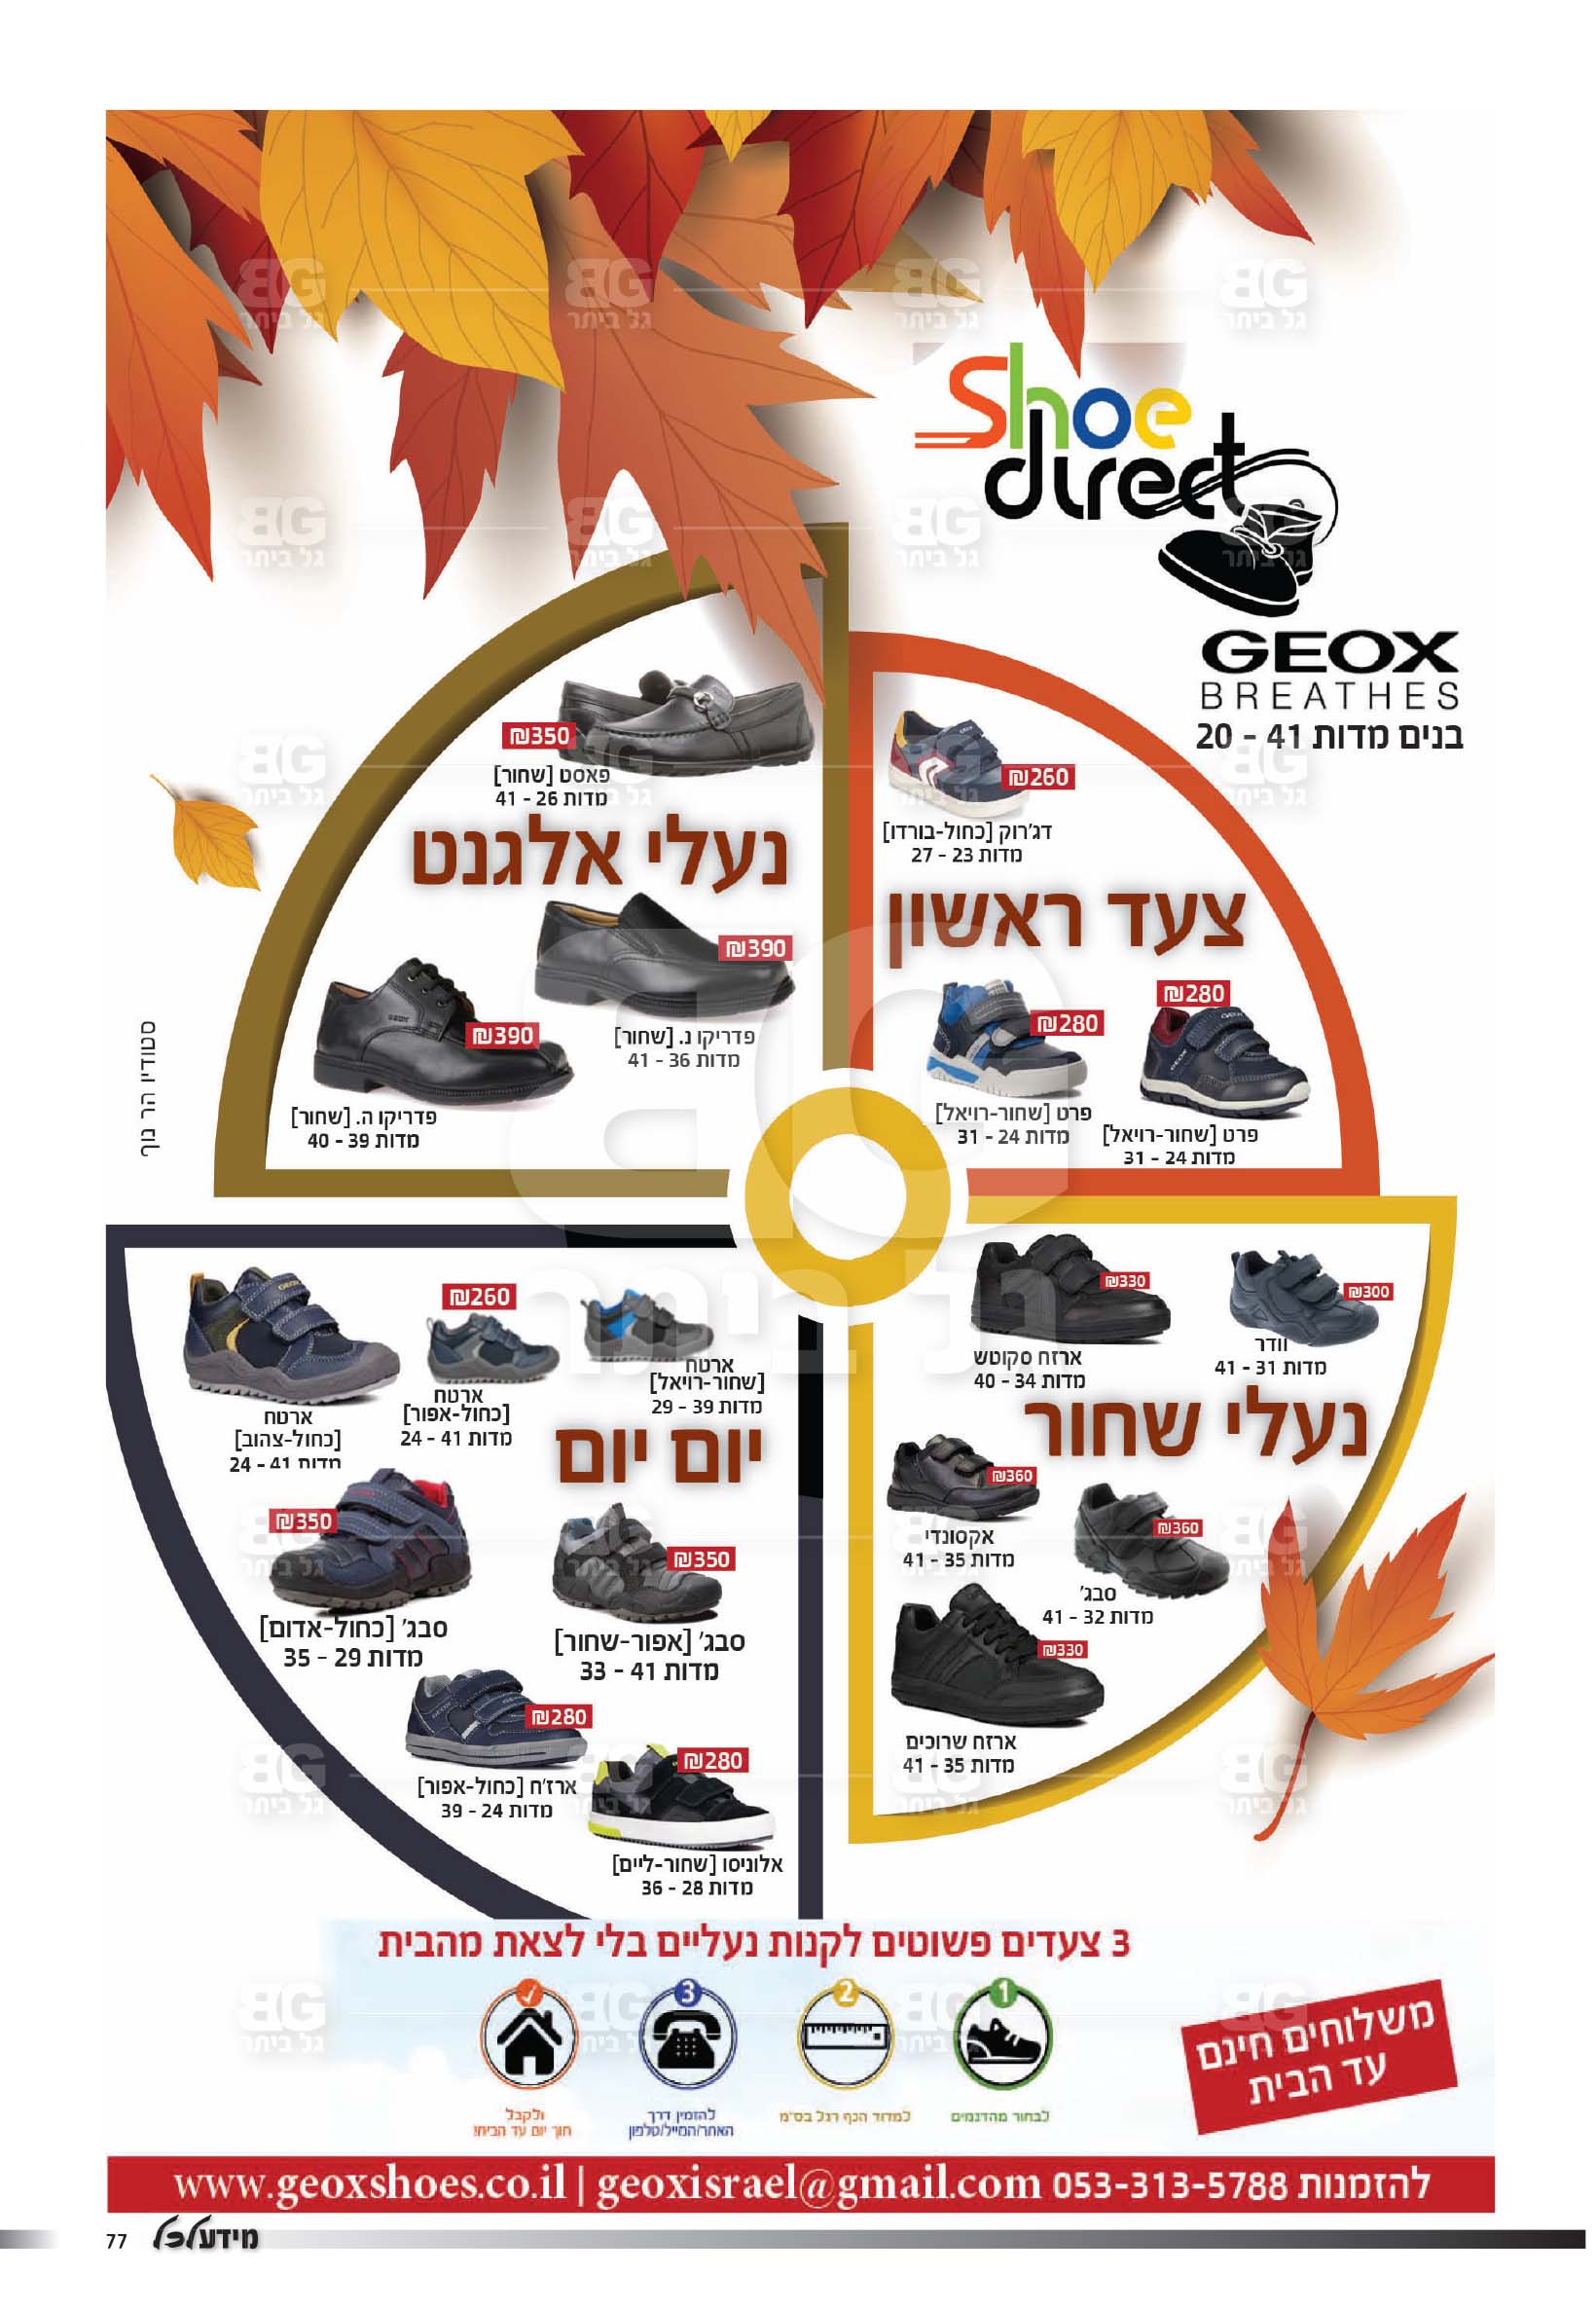 Shoe
direct
GEOX
BREATHES
בנים מדות 41 - 20
₪350
פאסט [שחור]
מדות 26 - 41
נעלי אלגנט
₪390
פדריקו נ. [שחור]
מדות 36 - 41
₪390
פדריקו ה. [שחור]
מדות 39 - 40
₪260
דג'רוק [כחול-בורדו]
מדות 23 - 27
צעד ראשון
₪280
פרט [שחור-רויאל]
מדות 24 - 31
₪280
פרט [שחור-רויאל]
מדות 24 - 31
סטודיו הר נוף
₪300
וודר
מדות 31 - 41
₪330
ארזח סקוטש
מדות 34 - 40
נעלי שחור
₪360
אקסונדי
מדות 35 - 41
₪360
סבג'
מדות 32 - 41
₪330
ארזח שרוכים
מדות 35 - 41
ארטח
[שחור-רויאל]
מדות 39 - 29
₪260
ארטח
[כחול-אפור]
מדות 41 - 24
ארטח
[כחול-צהוב]
מדות 41 - 24
יום יום
₪350
סבג' [כחול-אדום]
מדות 29 - 35
₪350
סבג' [אפור-שחור]
מדות 41 - 33
₪280
ארז'ח [כחול-אפור]
מדות 24 - 39
₪280
אלוניסו [שחור-ליים]
מדות 28 - 36
3 צעדים פשוטים לקנות נעליים בלי לצאת מהבית
1
לבחור מהדגמים
2
למדוד הכף רגל בס"מ
3
להזמין דרך
האתר/המייל/טלפון
ולקבל
תוך יום עד הבית!
משלוחים חינם
עד הבית
להזמנות 053-313-5788 www.geoxshoes.co.il | geoxisrael@gmail.com
77 מידע לכל
BG
גל ביתר